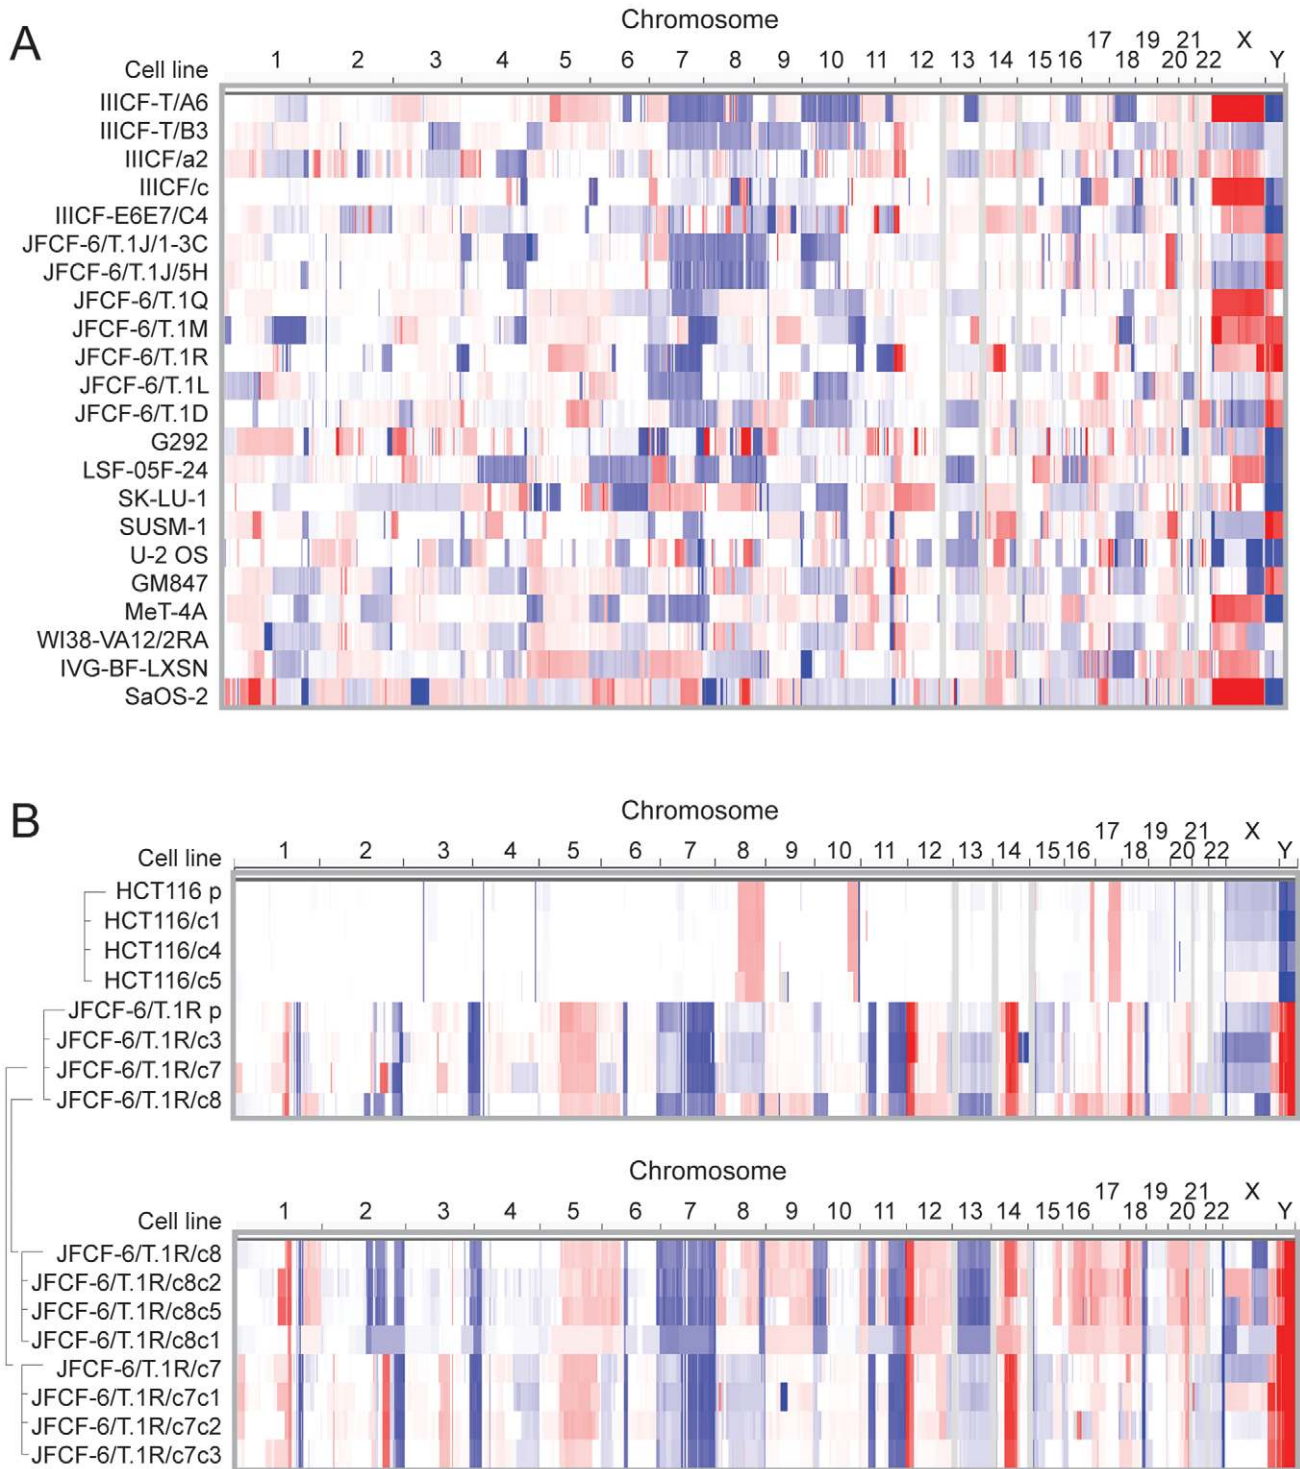 A
Chromosome
17 19 21 X
1 2 3 4 5 6 7 8 9 10 11 12 13 14 15 16 18 20 22 Y
Cell line
IIICF-T/A6
IIICF-T/B3
IIICF/a2
IIICF/c
IIICF-E6E7/C4
JFCF-6/T.1J/1-3C
JFCF-6/T.1J/5H
JFCF-6/T.1Q
JFCF-6/T.1M
JFCF-6/T.1R
JFCF-6/T.1L
JFCF-6/T.1D
G292
LSF-05F-24
SK-LU-1
SUSM-1
U-2 OS
GM847
MeT-4A
WI38-VA12/2RA
IVG-BF-LXSN
SaOS-2
B
Chromosome
17 19 21 X
1 2 3 4 5 6 7 8 9 10 11 12 13 14 15 16 18 20 22 Y
Cell line
HCT116 p
HCT116/c1
HCT116/c4
HCT116/c5
JFCF-6/T.1R p
JFCF-6/T.1R/c3
JFCF-6/T.1R/c7
JFCF-6/T.1R/c8
Chromosome
17 19 21 X
1 2 3 4 5 6 7 8 9 10 11 12 13 14 15 16 18 20 22 Y
Cell line
JFCF-6/T.1R/c8
JFCF-6/T.1R/c8c2
JFCF-6/T.1R/c8c5
JFCF-6/T.1R/c8c1
JFCF-6/T.1R/c7
JFCF-6/T.1R/c7c1
JFCF-6/T.1R/c7c2
JFCF-6/T.1R/c7c3